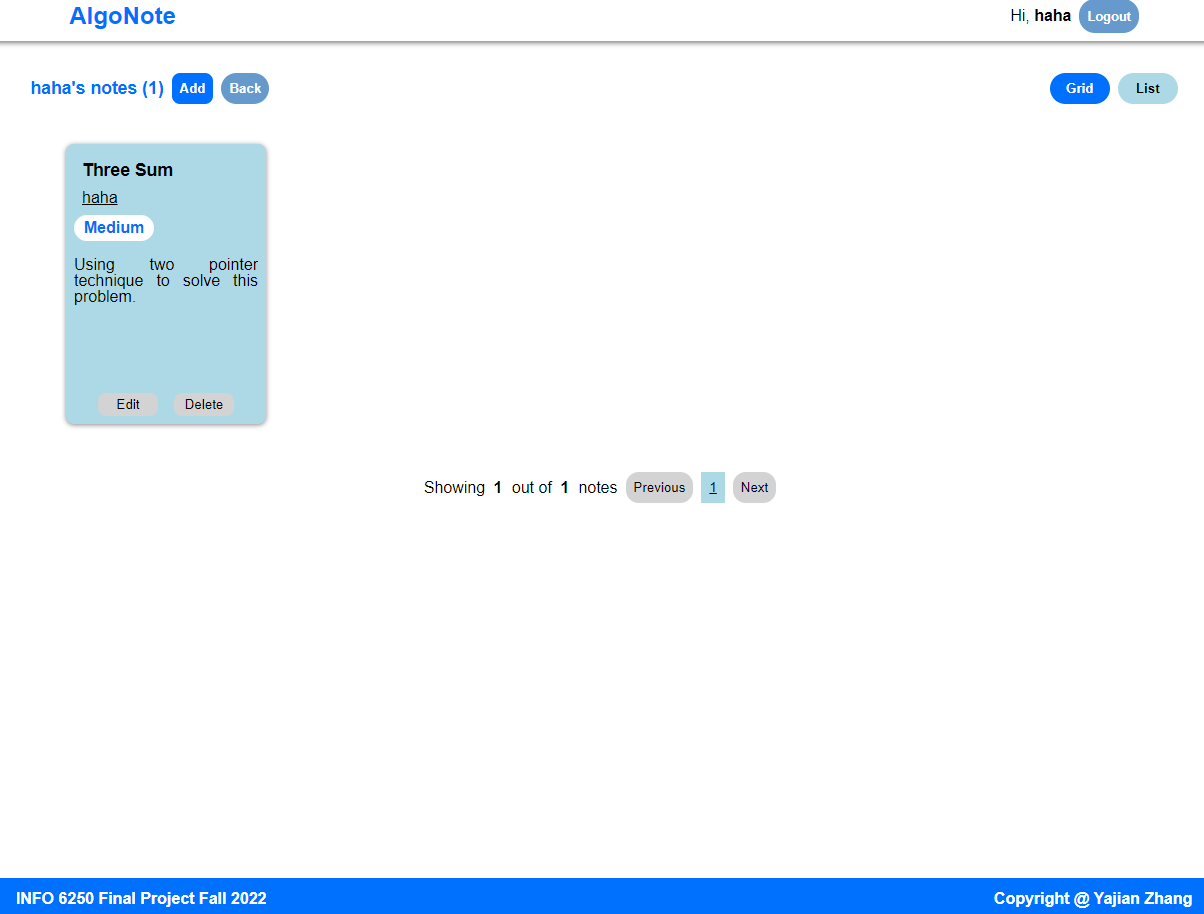 AlgoNote
Hi, haha Logout
haha's notes (1) Add Back
Grid List
Three Sum
haha
Medium
Using two pointer
technique to solve this
problem.
Edit Delete
Showing 1 out of 1 notes Previous 1 Next
INFO 6250 Final Project Fall 2022
Copyright @ Yajian Zhang